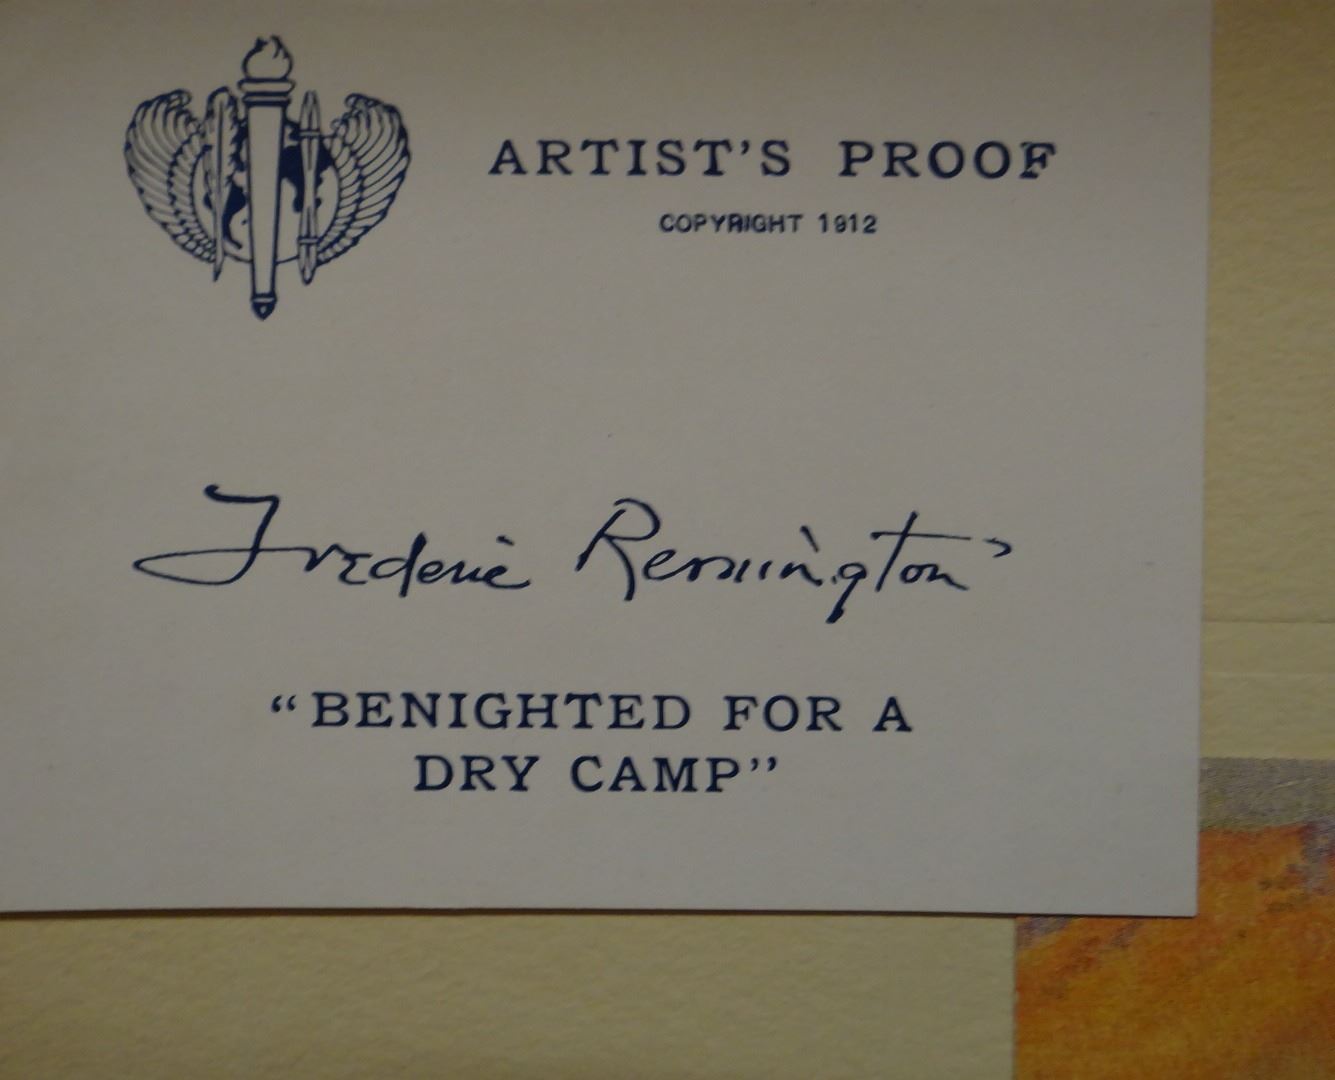 ARTIST’S PROOF
COPYRIGHT 1912
Frederic Remington
“BENIGHTED FOR A
DRY CAMP”